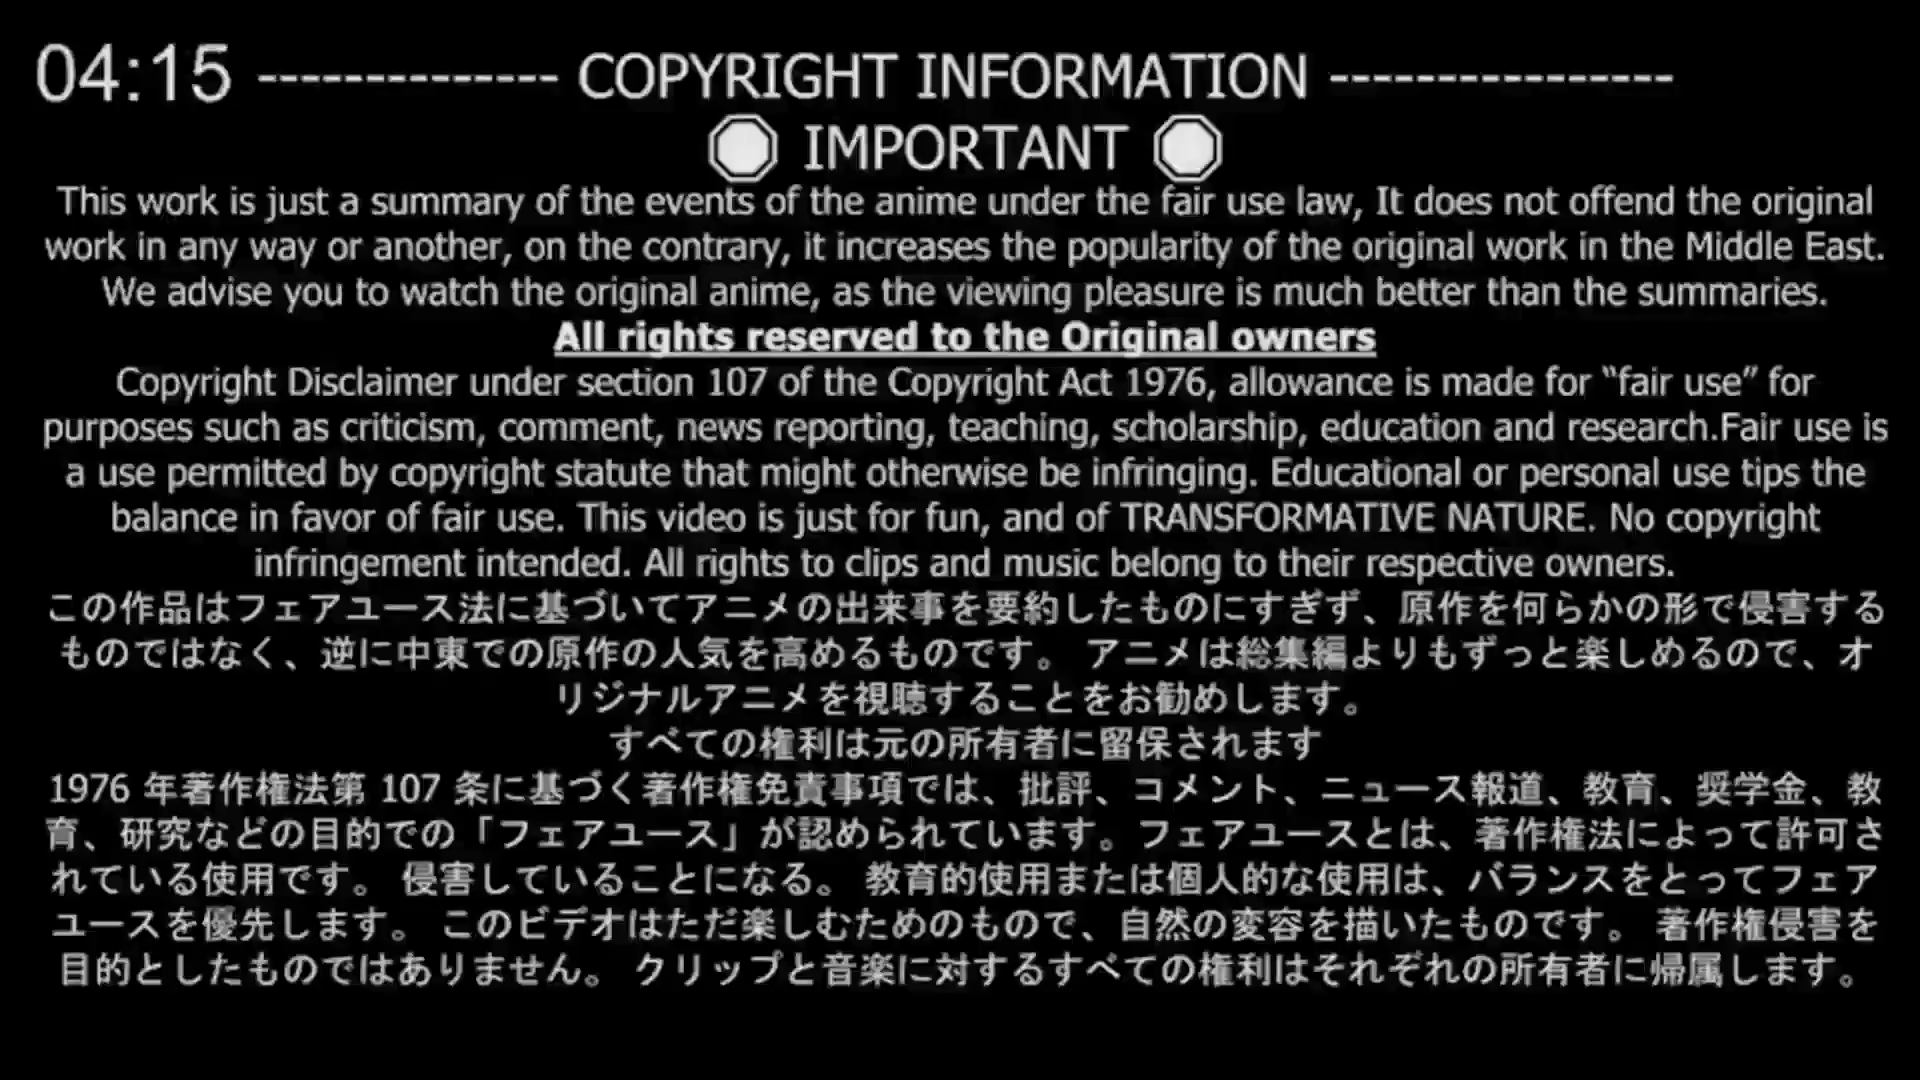 04:15 -------------- COPYRIGHT INFORMATION ----------------
IMPORTANT
This work is just a summary of the events of the anime under the fair use law, It does not offend the original
work in any way or another, on the contrary, it increases the popularity of the original work in the Middle East.
We advise you to watch the original anime, as the viewing pleasure is much better than the summaries.
All rights reserved to the Original owners
Copyright Disclaimer under section 107 of the Copyright Act 1976, allowance is made for “fair use” for
purposes such as criticism, comment, news reporting, teaching, scholarship, education and research.Fair use is
a use permitted by copyright statute that might otherwise be infringing. Educational or personal use tips the
balance in favor of fair use. This video is just for fun, and of TRANSFORMATIVE NATURE. No copyright
infringement intended. All rights to clips and music belong to their respective owners.
この作品はフェアユース法に基づいてアニメの出来事を要約したものにすぎず、原作を何らかの形で侵害する
ものではなく、逆に中東での原作の人気を高めるものです。 アニメは総集編よりもずっと楽しめるので、オ
リジナルアニメを視聴することをお勧めします。
すべての権利は元の所有者に留保されます
1976 年著作権法第 107 条に基づく著作権免責事項では、批評、コメント、ニュース報道、教育、奨学金、教
育、研究などの目的での「フェアユース」が認められています。フェアユースとは、著作権法によって許可さ
れている使用です。 侵害していることになる。 教育的使用または個人的な使用は、バランスをとってフェア
ユースを優先します。 このビデオはただ楽しむためのもので、自然の変容を描いたものです。 著作権侵害を
目的としたものではありません。 クリップと音楽に対するすべての権利はそれぞれの所有者に帰属します。